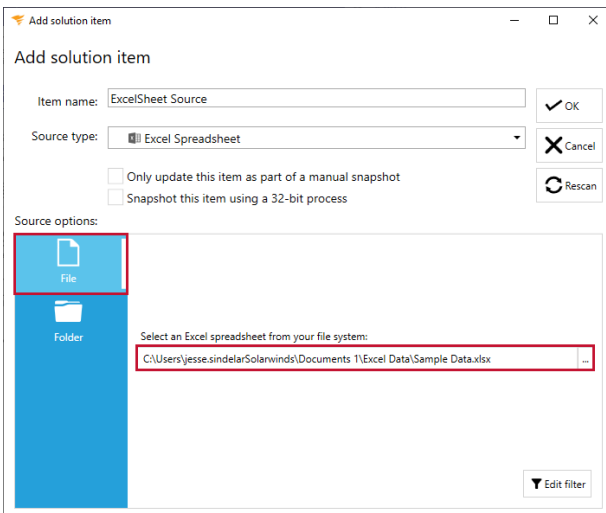 Add solution item
Add solution item
Item name:
ExcelSheet Source
OK
Source type:
Excel Spreadsheet
Cancel
Only update this item as part of a manual snapshot
Rescan
Snapshot this item using a 32-bit process
Source options:
File
Folder
Select an Excel spreadsheet from your file system:
C:\Users\jesse.sindelarSolarwinds\Documents 1\Excel Data\Sample Data.xlsx
...
Edit filter